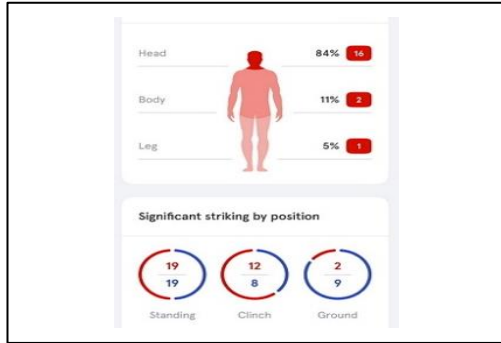 Head 84% 16
Body 11% 2
Leg 5% 1
Significant striking by position
19 12 2
19 8 9
Standing Clinch Ground